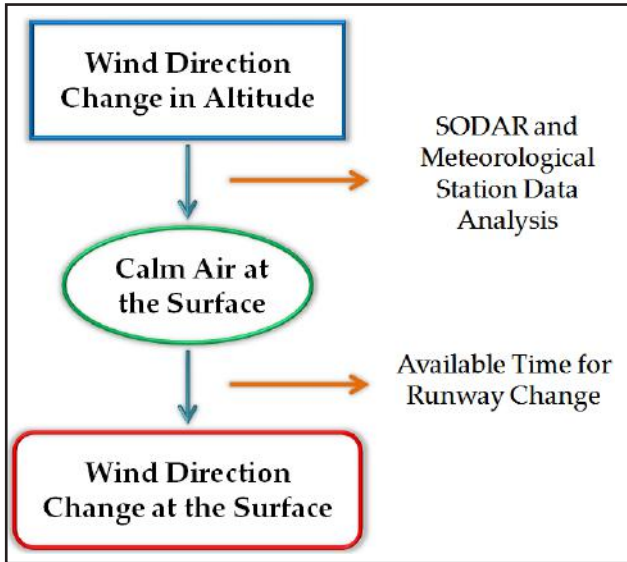 Wind Direction
Change in Altitude
SODAR and
Meteorological
Station Data
Analysis
Calm Air at
the Surface
Available Time for
Runway Change
Wind Direction
Change at the Surface